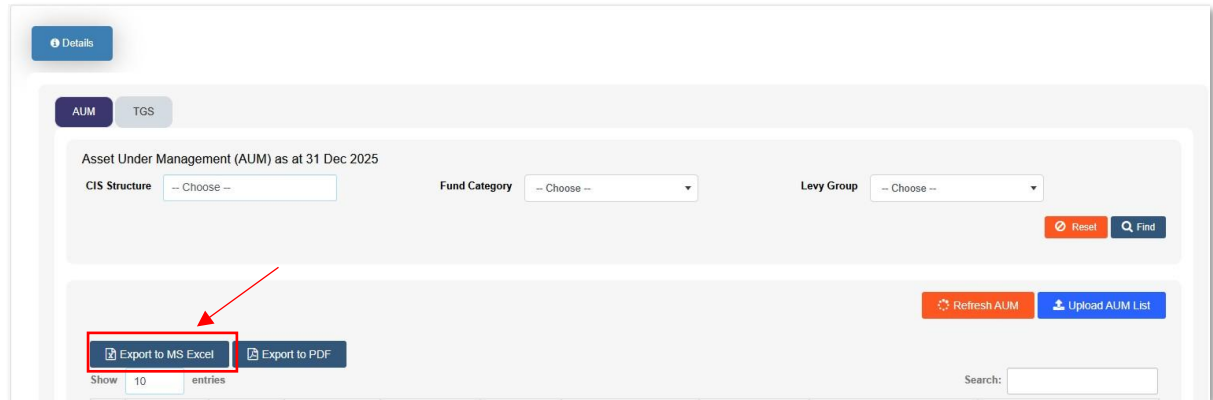 Details
AUM TGS
Asset Under Management (AUM) as at 31 Dec 2025
CIS Structure -- Choose -- Fund Category -- Choose -- Levy Group -- Choose --
Reset Find
Refresh AUM Upload AUM List
Export to MS Excel Export to PDF
Show 10 entries Search: